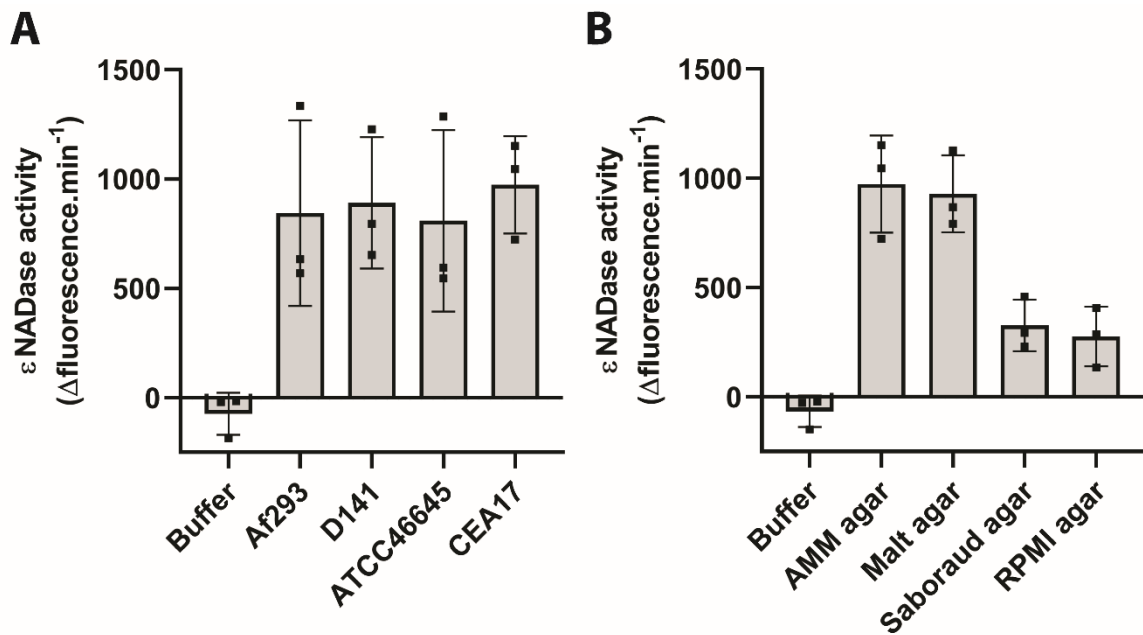 A
εNADase activity
(Δfluorescence.min⁻¹)
1500
1000
500
0
Buffer
Af293
D141
ATCC46645
CEA17
B
εNADase activity
(Δfluorescence.min⁻¹)
1500
1000
500
0
Buffer
AMM agar
Malt agar
Saboraud agar
RPMI agar